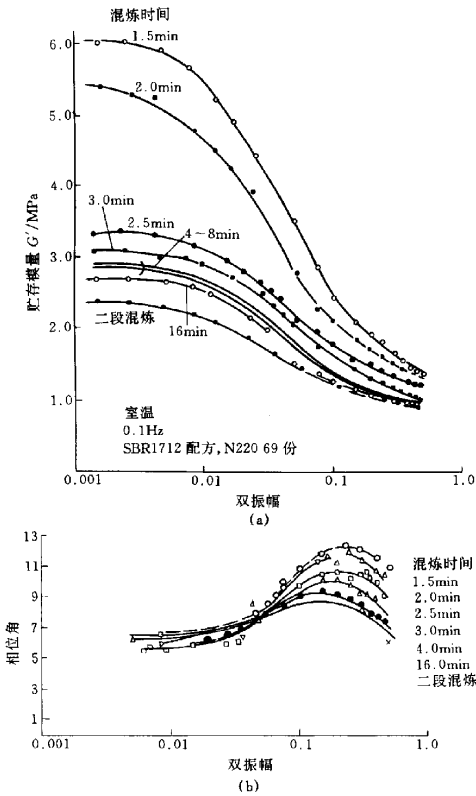 混炼时间
1.5min
6.0
2.0min
5.0
4.0
3.0min
2.5min
4～8min
3.0
贮存模量 G′/MPa
2.0
二段混炼
16min
1.0
室温
0.1Hz
SBR1712 配方, N220 69 份
0.001
0.01
0.1
1.0
双振幅
(a)
13
11
9
7
5
3
1
相位角
混炼时间
1.5min
2.0min
2.5min
3.0min
4.0min
16.0min
二段混炼
0.001
0.01
0.1
1.0
双振幅
(b)